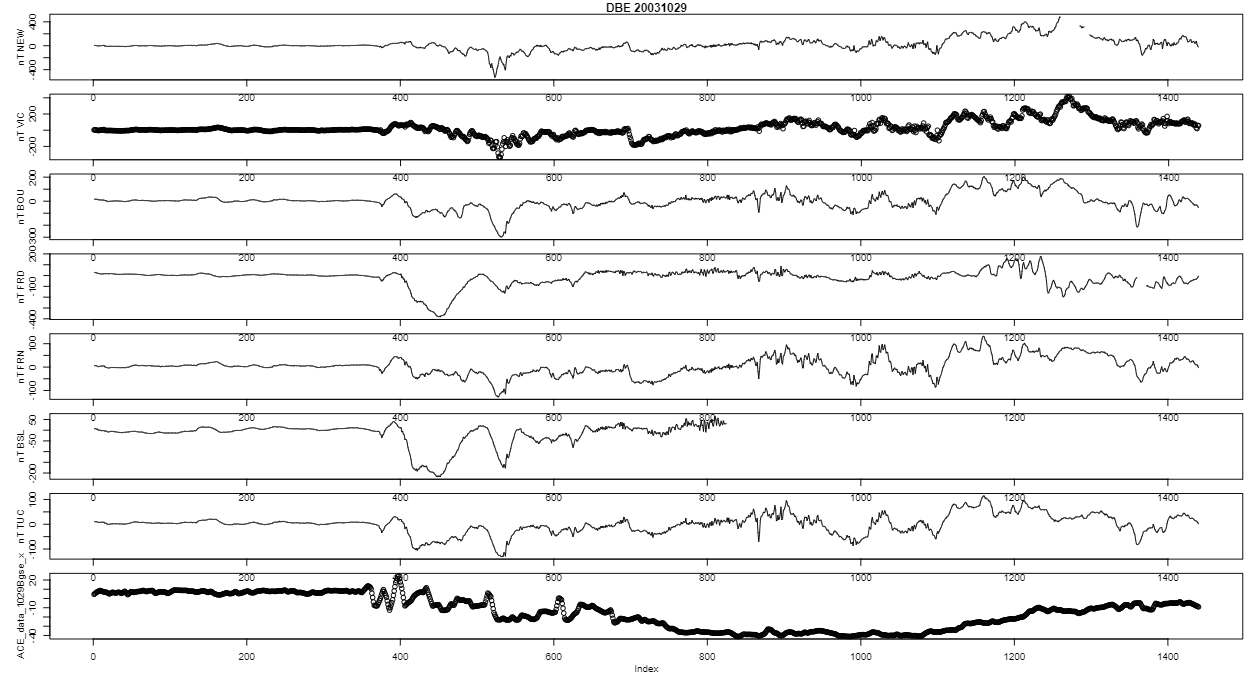 DBE 20031029
nT NEW
-400 0 400
0 200 400 600 800 1000 1200 1400
nT VIC
-200 200
0 200 400 600 800 1000 1200 1400
nT BOU
-300 0 200
0 200 400 600 800 1000 1200 1400
nT FRD
-400 -100 200
0 200 400 600 800 1000 1200 1400
nT FRN
-100 0 100
0 200 400 600 800 1000 1200 1400
nT BSL
-200 -50 50
0 200 400 600 800 1000 1200 1400
nT TUC
-100 0 100
0 200 400 600 800 1000 1200 1400
ACE_data_1029Bgse_x
-40 -10 20
0 200 400 600 800 1000 1200 1400
Index